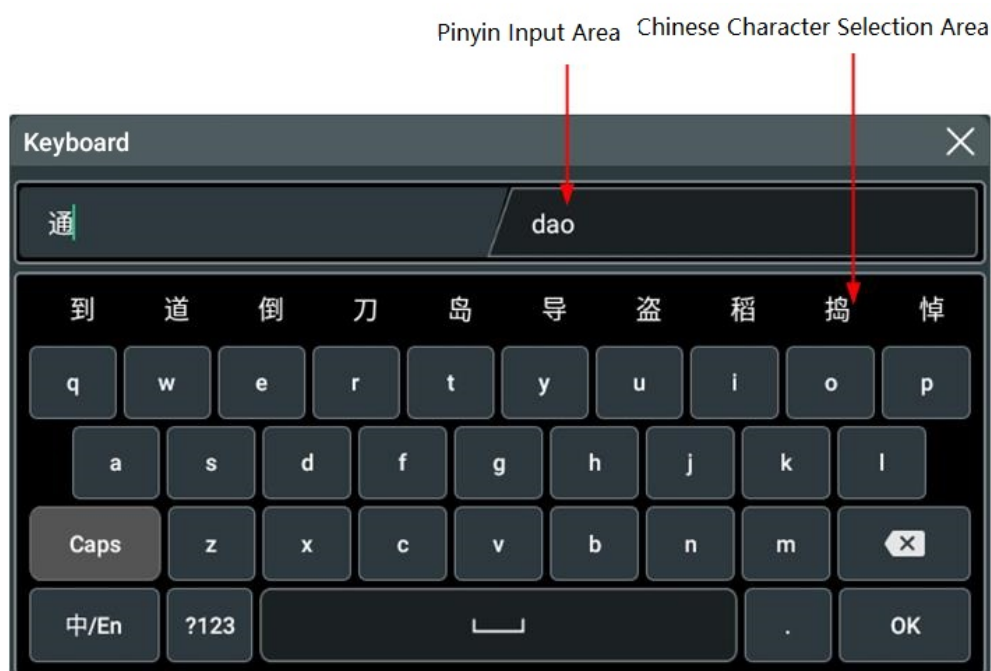 Pinyin Input Area Chinese Character Selection Area
Keyboard
通 dao
到 道 倒 刀 岛 导 盗 稻 捣 悼
q w e r t y u i o p
a s d f g h j k l
Caps z x c v b n m
中/En ?123 . OK